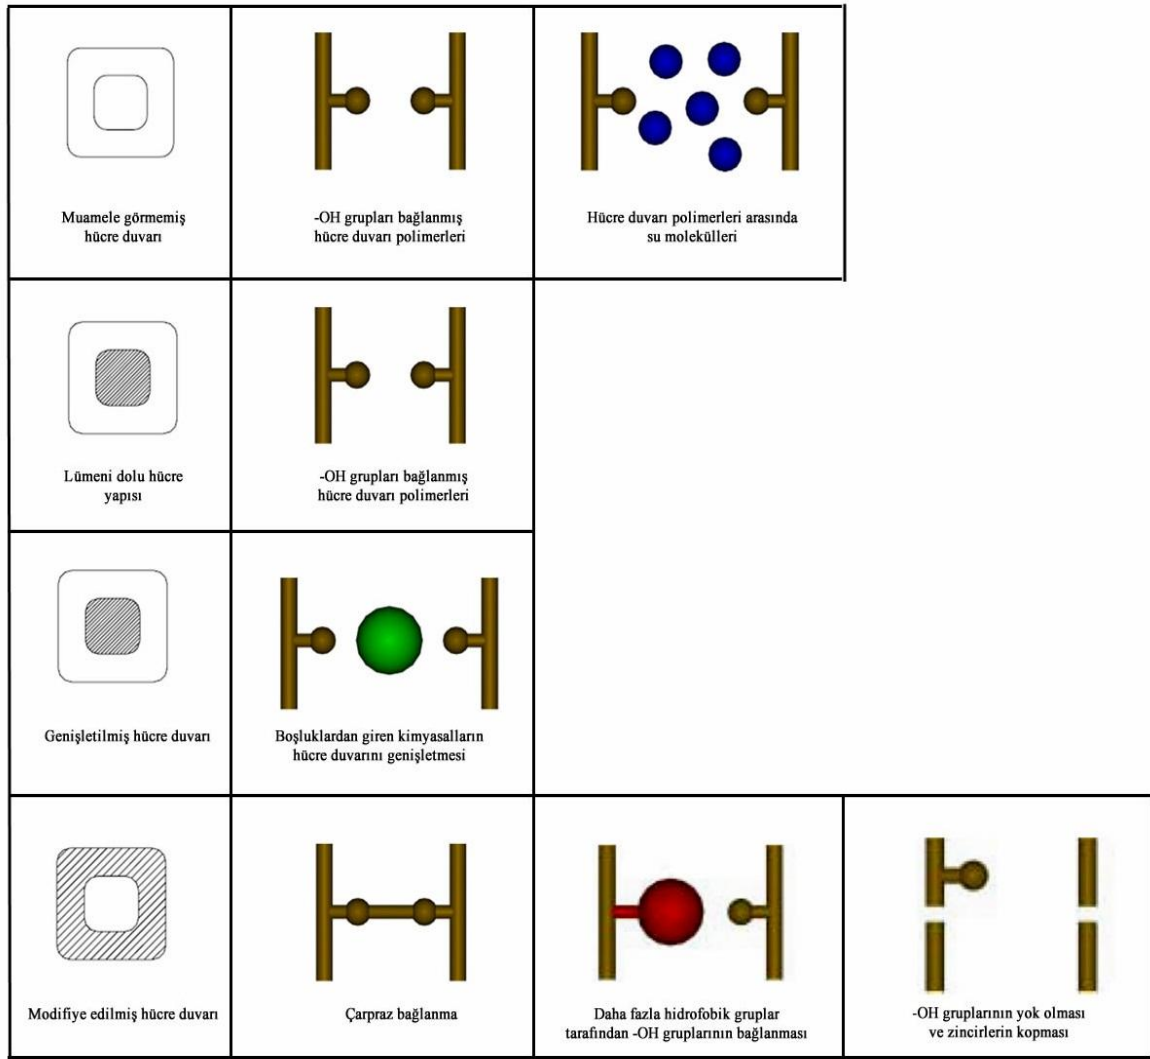 Muamele görmemiş
hücre duvarı
-OH grupları bağlanmış
hücre duvarı polimerleri
Hücre duvarı polimerleri arasında
su molekülleri
Lümeni dolu hücre
yapısı
-OH grupları bağlanmış
hücre duvarı polimerleri
Genişletilmiş hücre duvarı
Boşluklardan giren kimyasalların
hücre duvarını genişletmesi
Modifiye edilmiş hücre duvarı
Çarpraz bağlanma
Daha fazla hidrofobik gruplar
tarafından -OH gruplarının bağlanması
-OH gruplarının yok olması
ve zincirlerin kopması